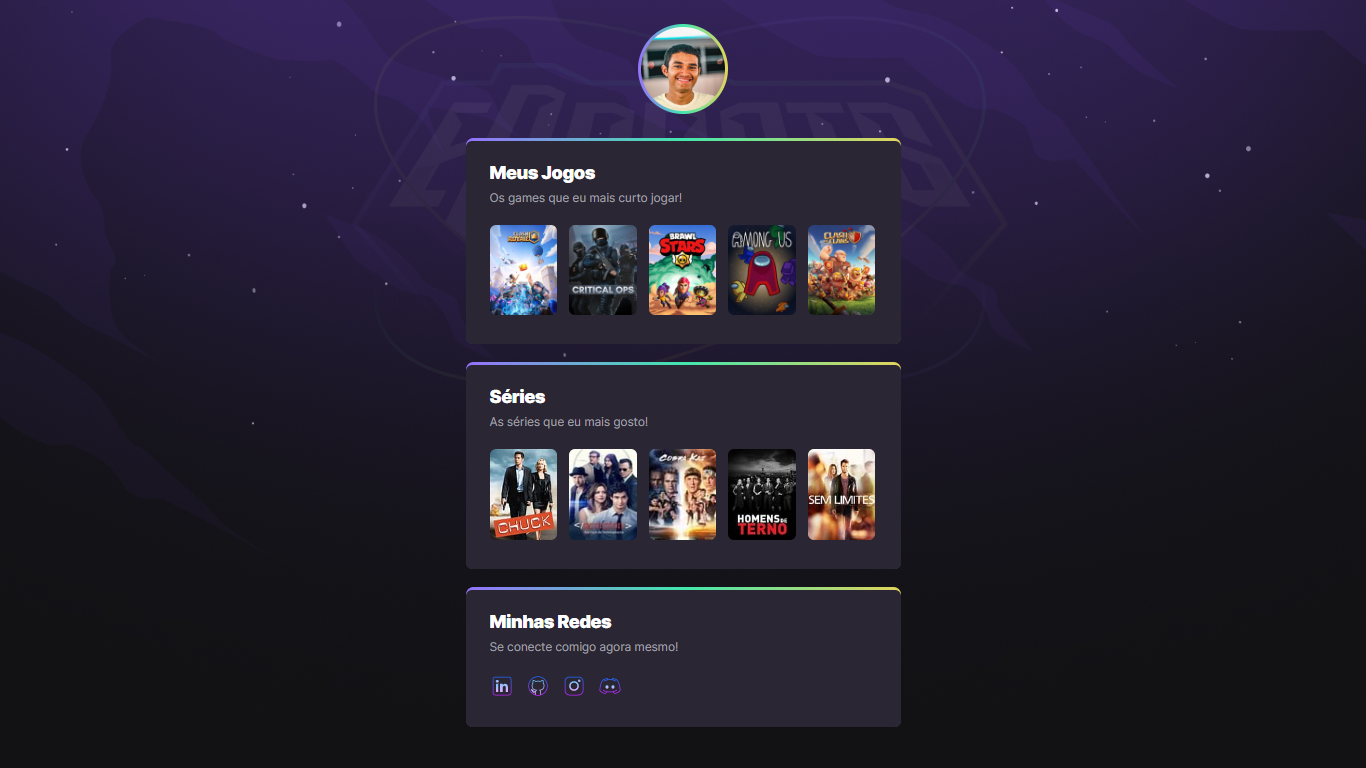 Meus Jogos
Os games que eu mais curto jogar!
CLASH ROYALE
CRITICAL OPS
BRAWL STARS
AMONG US
CLASH OF CLANS
Séries
As séries que eu mais gosto!
CHUCK
COBRA KAI
HOMENS DE TERNO
SEM LIMITES
Minhas Redes
Se conecte comigo agora mesmo!
in